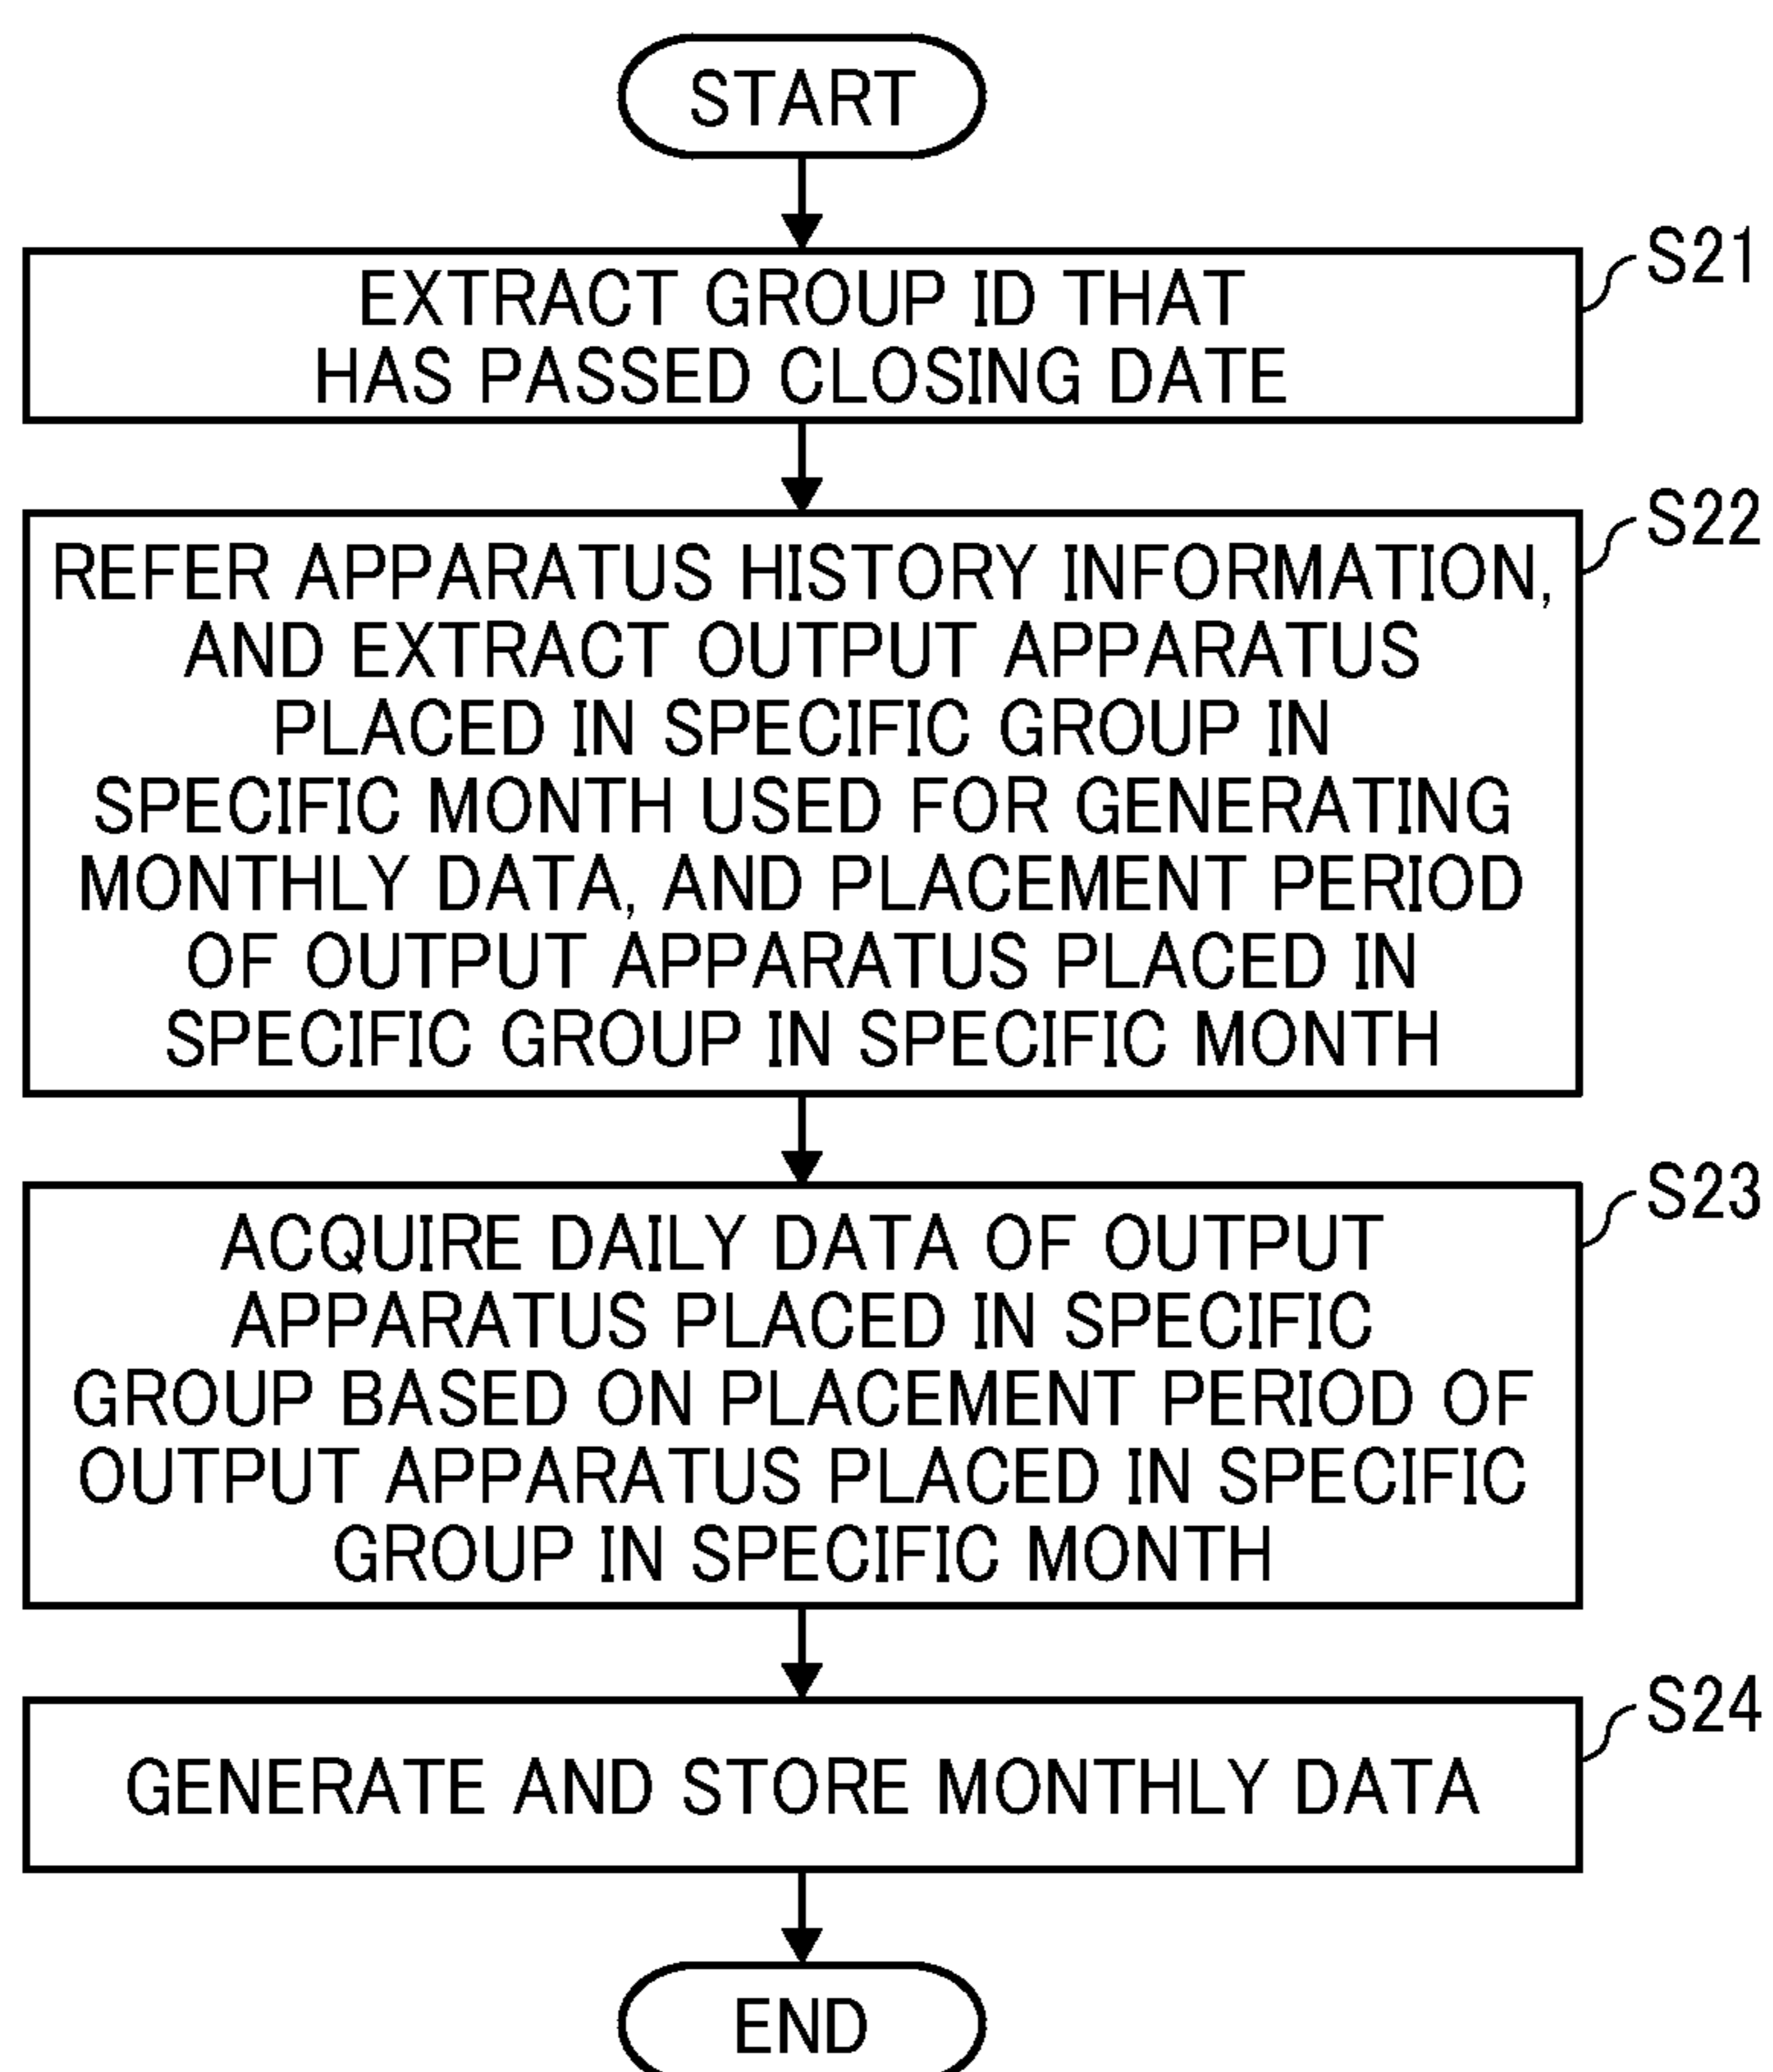 START
S21
EXTRACT GROUP ID THAT
HAS PASSED CLOSING DATE
S22
REFER APPARATUS HISTORY INFORMATION,
AND EXTRACT OUTPUT APPARATUS
PLACED IN SPECIFIC GROUP IN
SPECIFIC MONTH USED FOR GENERATING
MONTHLY DATA, AND PLACEMENT PERIOD
OF OUTPUT APPARATUS PLACED IN
SPECIFIC GROUP IN SPECIFIC MONTH
S23
ACQUIRE DAILY DATA OF OUTPUT
APPARATUS PLACED IN SPECIFIC
GROUP BASED ON PLACEMENT PERIOD OF
OUTPUT APPARATUS PLACED IN SPECIFIC
GROUP IN SPECIFIC MONTH
S24
GENERATE AND STORE MONTHLY DATA
END